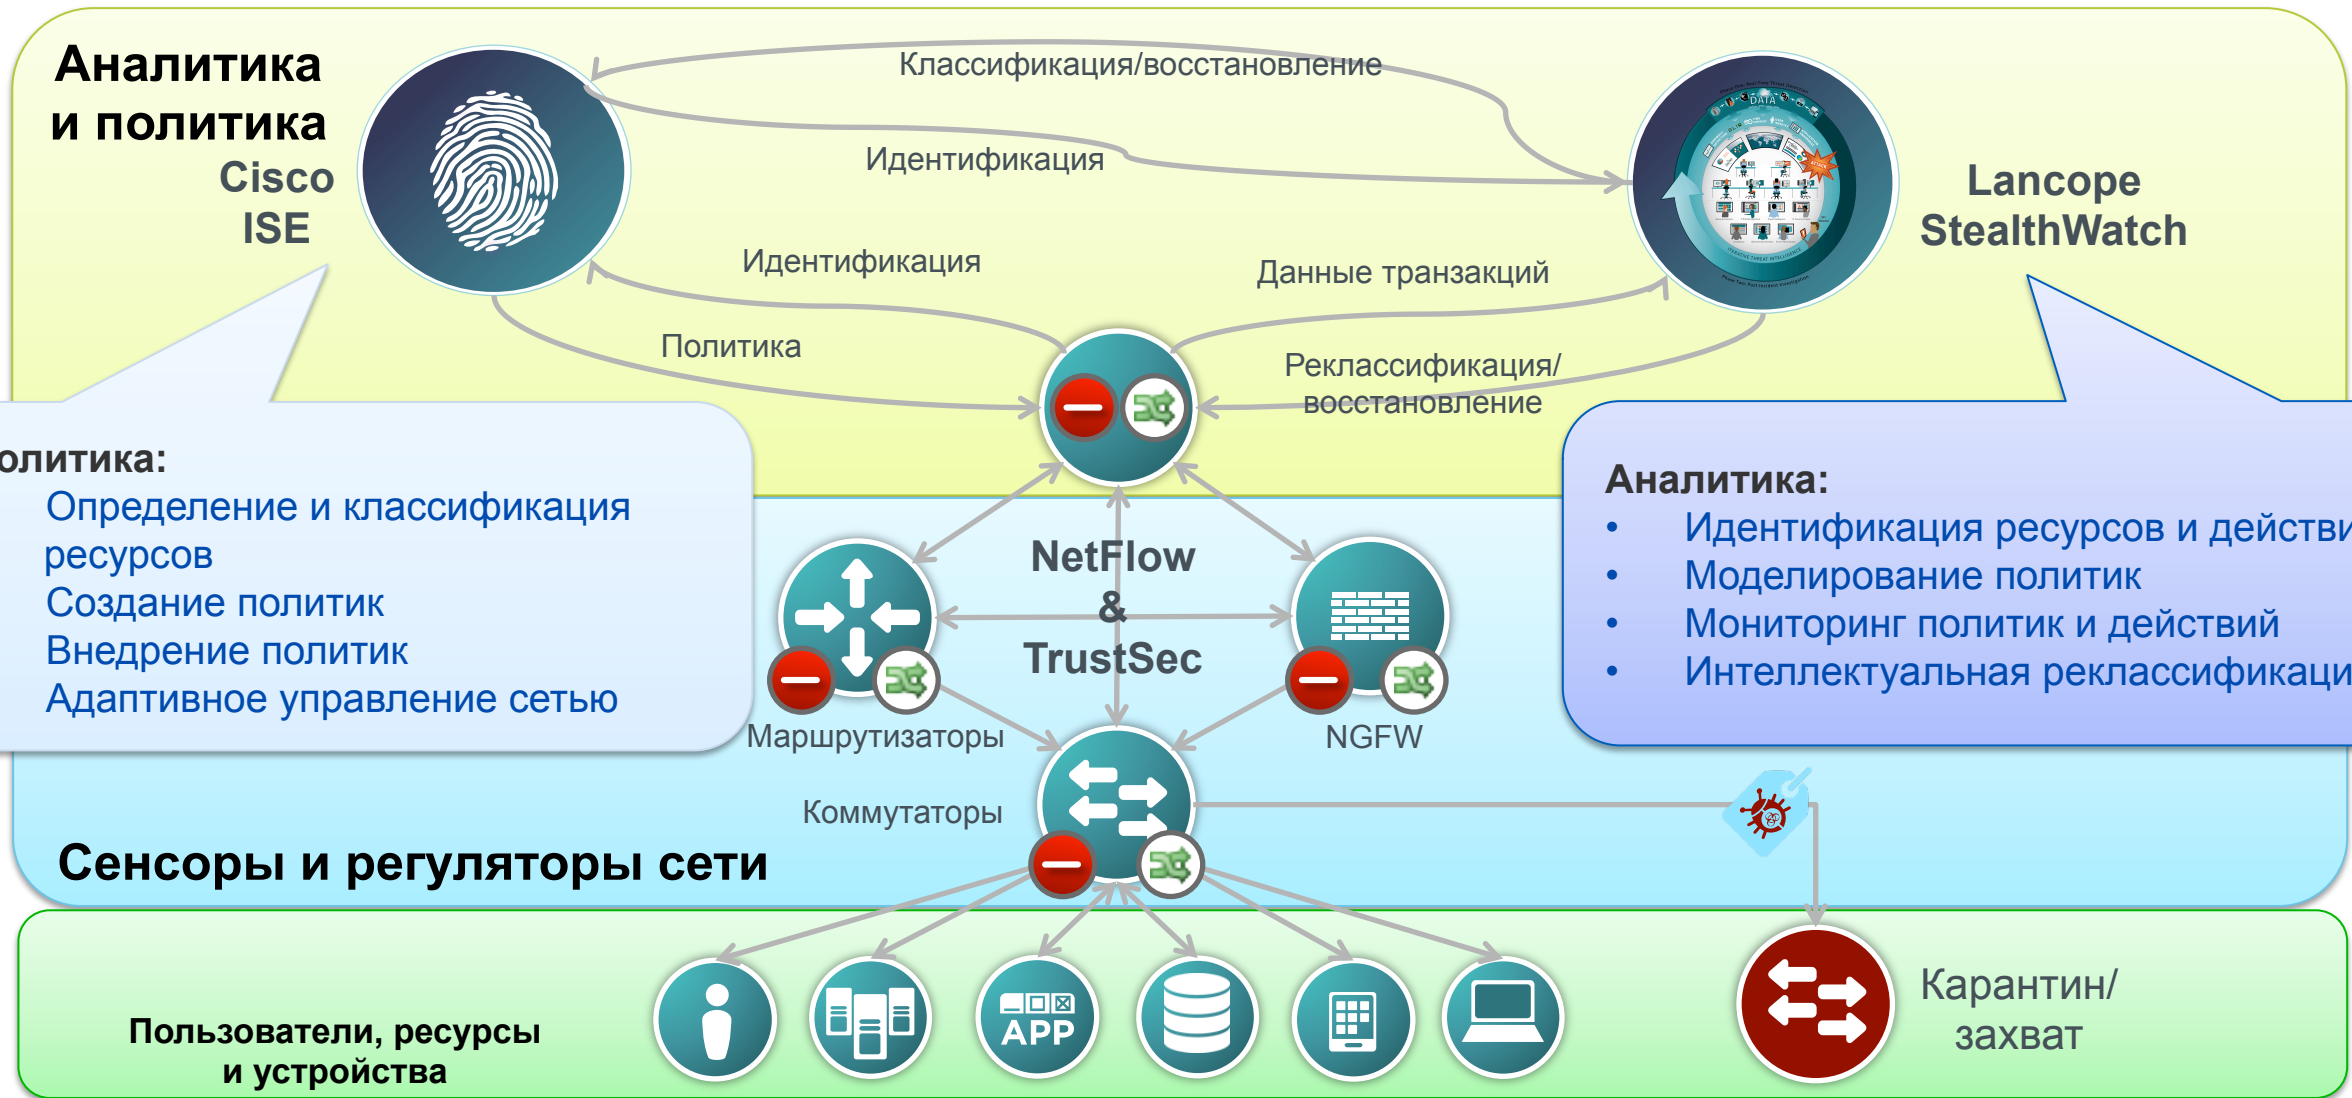 Аналитика
и политика
Cisco
ISE
Классификация/восстановление
Идентификация
DATA
Lancope
StealthWatch
Идентификация
Данные транзакций
Политика
Реклассификация/
восстановление
олитика:
Определение и классификация
ресурсов
Создание политик
Внедрение политик
Адаптивное управление сетью
NetFlow
&
TrustSec
Аналитика:
• Идентификация ресурсов и действи
• Моделирование политик
• Мониторинг политик и действий
• Интеллектуальная реклассификаци
Маршрутизаторы
NGFW
Коммутаторы
Сенсоры и регуляторы сети
APP
Пользователи, ресурсы
и устройства
Карантин/
захват